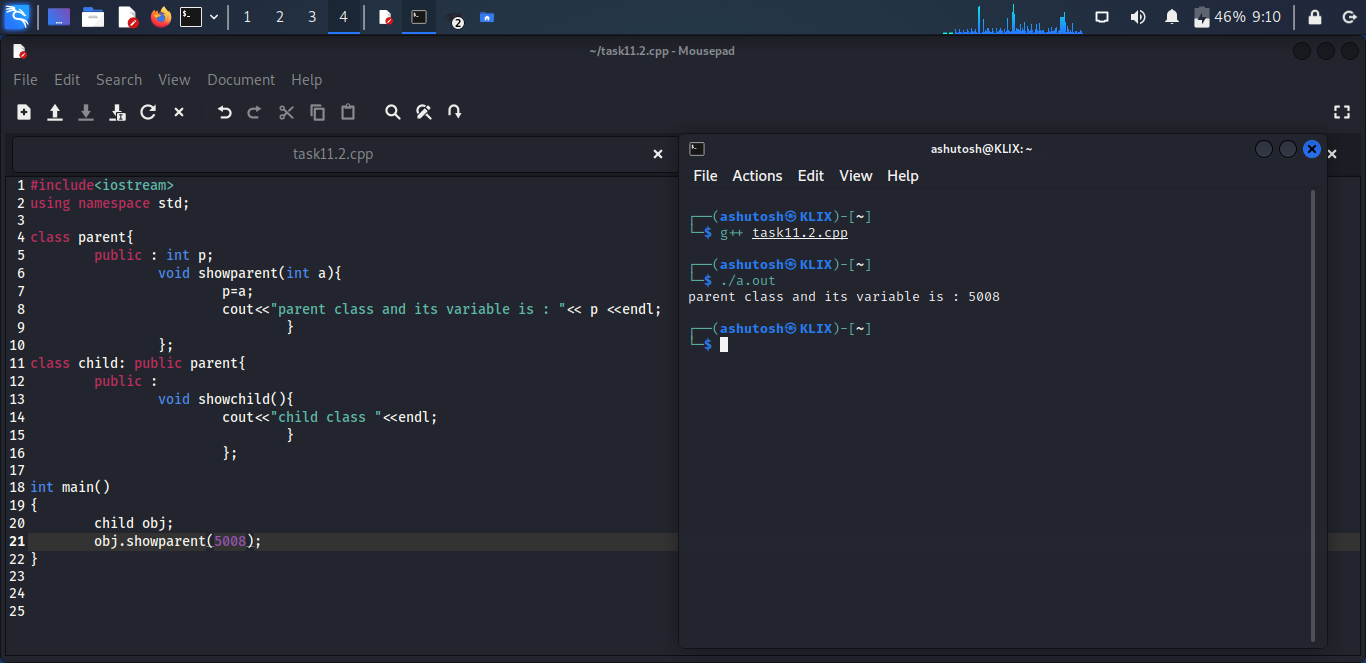 1 2 3 4 2 46% 9:10
~/task11.2.cpp - Mousepad
File Edit Search View Document Help
task11.2.cpp
1 #include<iostream>
2 using namespace std;
3
4 class parent{
5         public : int p;
6                 void showparent(int a){
7                         p=a;
8                         cout<<"parent class and its variable is : "<< p <<endl;
9                                 }
10                 };
11 class child: public parent{
12         public :
13                 void showchild(){
14                         cout<<"child class "<<endl;
15                                 }
16                         };
17
18 int main()
19 {
20         child obj;
21         obj.showparent(5008);
22 }
23
24
25
ashutosh@KLIX: ~
File Actions Edit View Help
┌──(ashutosh㉿KLIX)-[~]
└─$ g++ task11.2.cpp
┌──(ashutosh㉿KLIX)-[~]
└─$ ./a.out
parent class and its variable is : 5008
┌──(ashutosh㉿KLIX)-[~]
└─$